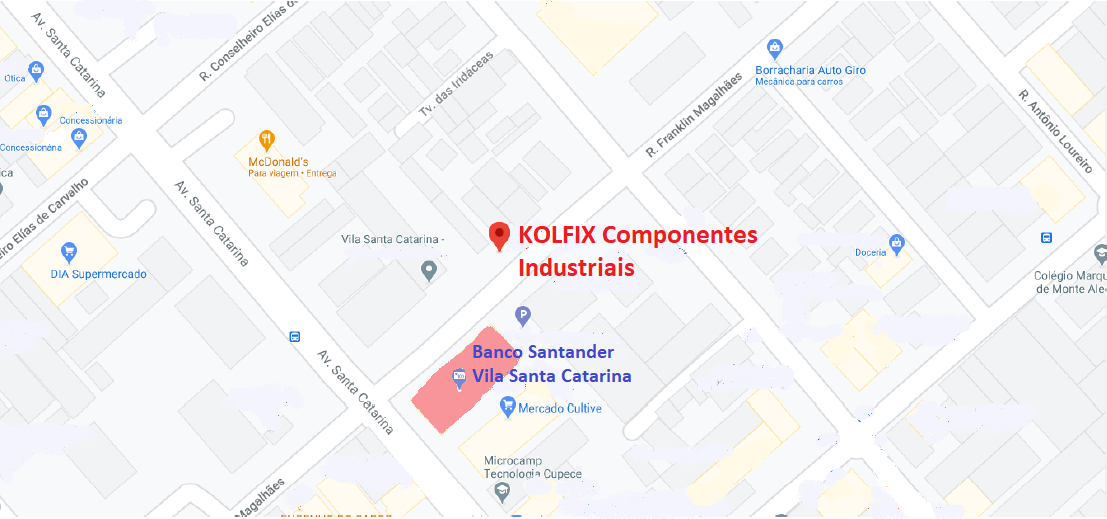 Av. Santa Catarina
R. Conselheiro Elías de
Tv. das Iridáceas
Borracharia Auto Giro
Mecânica para carros
R. Franklin Magalhães
R. Antônio Loureiro
Otica
Concessionária
Concessionária
McDonald's
Para viagem • Entrega
Elías de Carvalho
Av. Santa Catarina
DIA Supermercado
Vila Santa Catarina -
KOLFIX Componentes
Industriais
Doceria
Colégio Marqu
de Monte Ale
P
Banco Santander
Vila Santa Catarina
Av. Santa Catarina
Mercado Cultive
Microcamp
Tecnologia Cupece
Magalhães